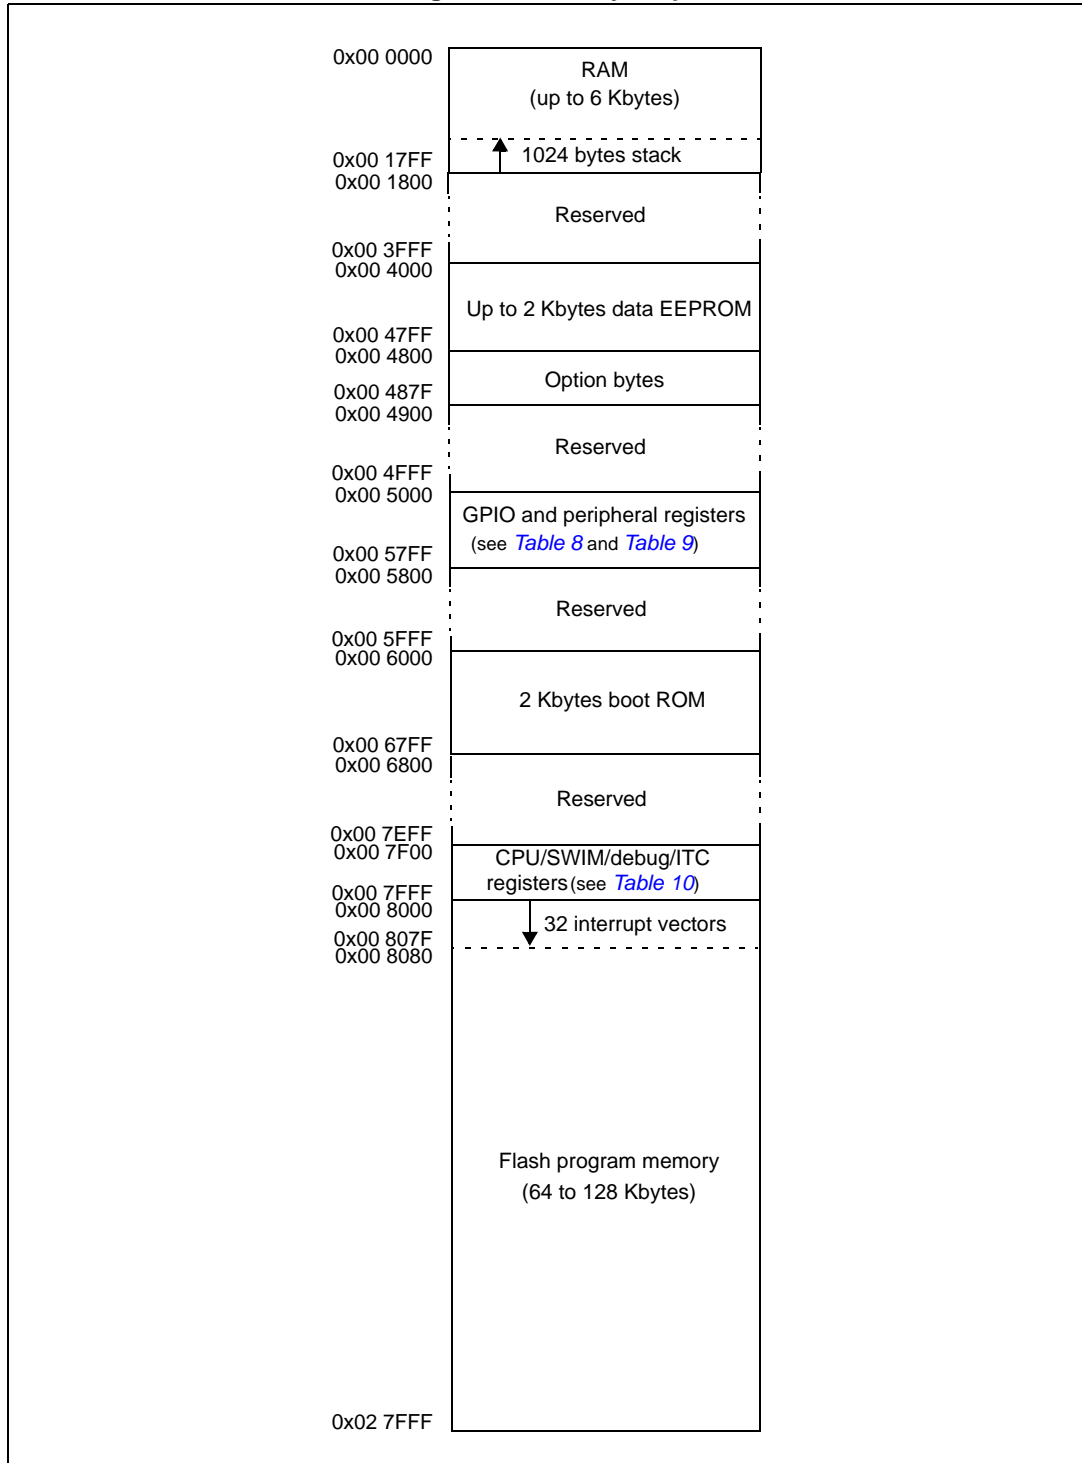 0x00 0000
RAM
(up to 6 Kbytes)
1024 bytes stack
0x00 17FF
0x00 1800
Reserved
0x00 3FFF
0x00 4000
Up to 2 Kbytes data EEPROM
0x00 47FF
0x00 4800
Option bytes
0x00 487F
0x00 4900
Reserved
0x00 4FFF
0x00 5000
GPIO and peripheral registers
(see Table 8 and Table 9)
0x00 57FF
0x00 5800
Reserved
0x00 5FFF
0x00 6000
2 Kbytes boot ROM
0x00 67FF
0x00 6800
Reserved
0x00 7EFF
0x00 7F00
CPU/SWIM/debug/ITC
registers (see Table 10)
0x00 7FFF
0x00 8000
32 interrupt vectors
0x00 807F
0x00 8080
Flash program memory
(64 to 128 Kbytes)
0x02 7FFF